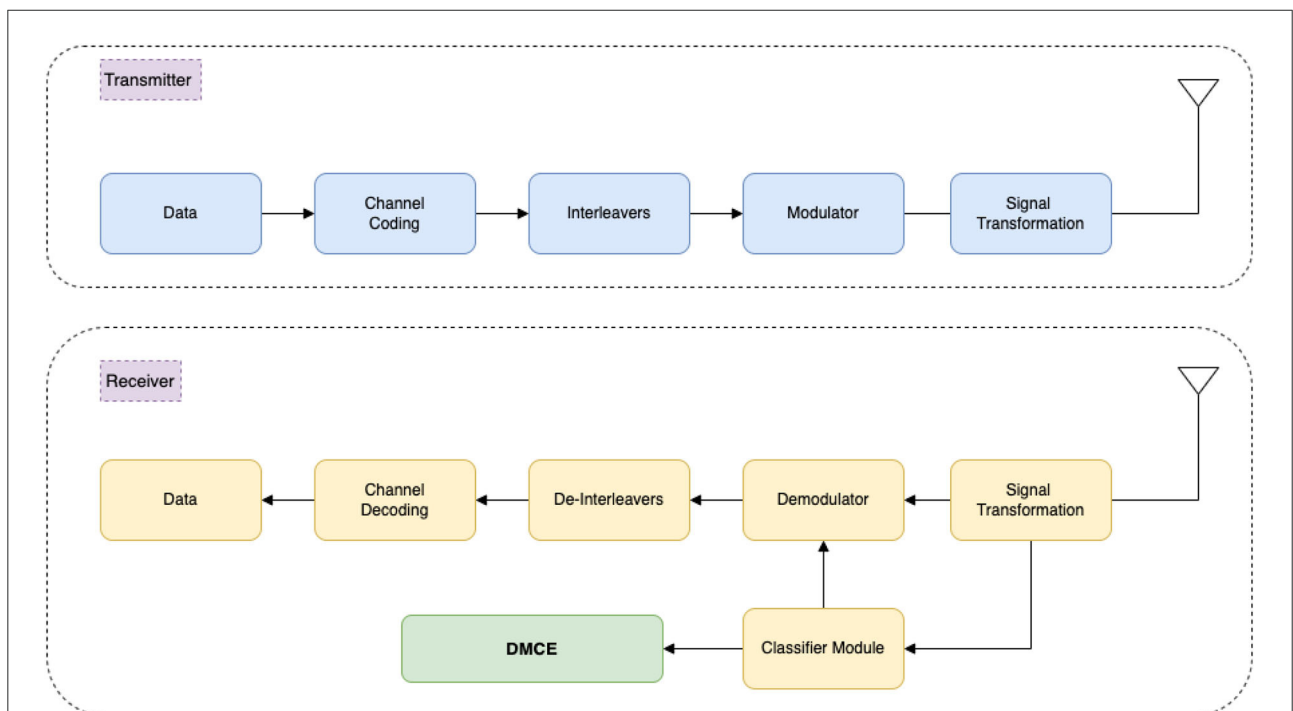 Transmitter
Data
Channel
Coding
Interleavers
Modulator
Signal
Transformation
Receiver
Data
Channel
Decoding
De-Interleavers
Demodulator
Signal
Transformation
DMCE
Classifier Module